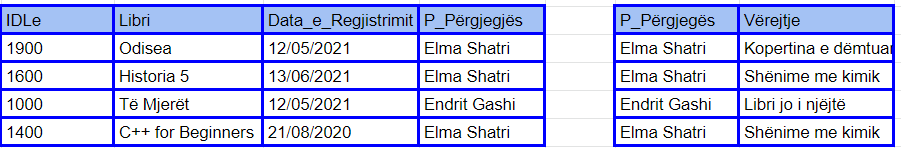 IDLe Libri Data_e_Regjistrimit P_Përgjegjës P_Përgjegës Vërejtje
1900 Odisea 12/05/2021 Elma Shatri Elma Shatri Kopertina e dëmtuar
1600 Historia 5 13/06/2021 Elma Shatri Elma Shatri Shënime me kimik
1000 Të Mjerët 12/05/2021 Endrit Gashi Endrit Gashi Libri jo i njëjtë
1400 C++ for Beginners 21/08/2020 Elma Shatri Elma Shatri Shënime me kimik